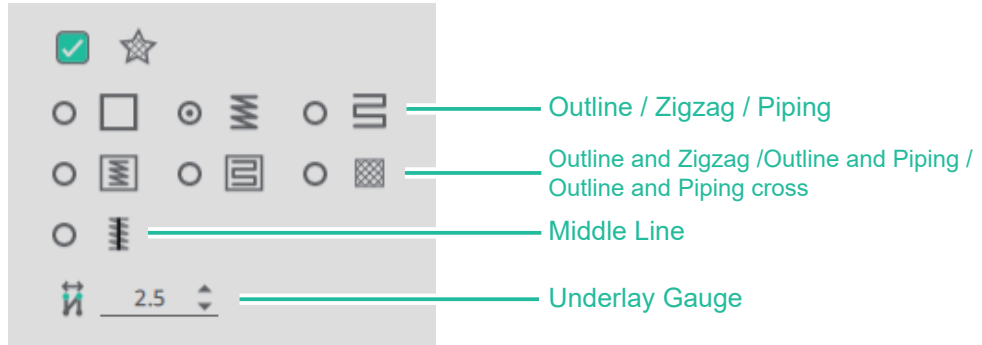 Outline / Zigzag / Piping
Outline and Zigzag /Outline and Piping /
Outline and Piping cross
Middle Line
2.5
Underlay Gauge